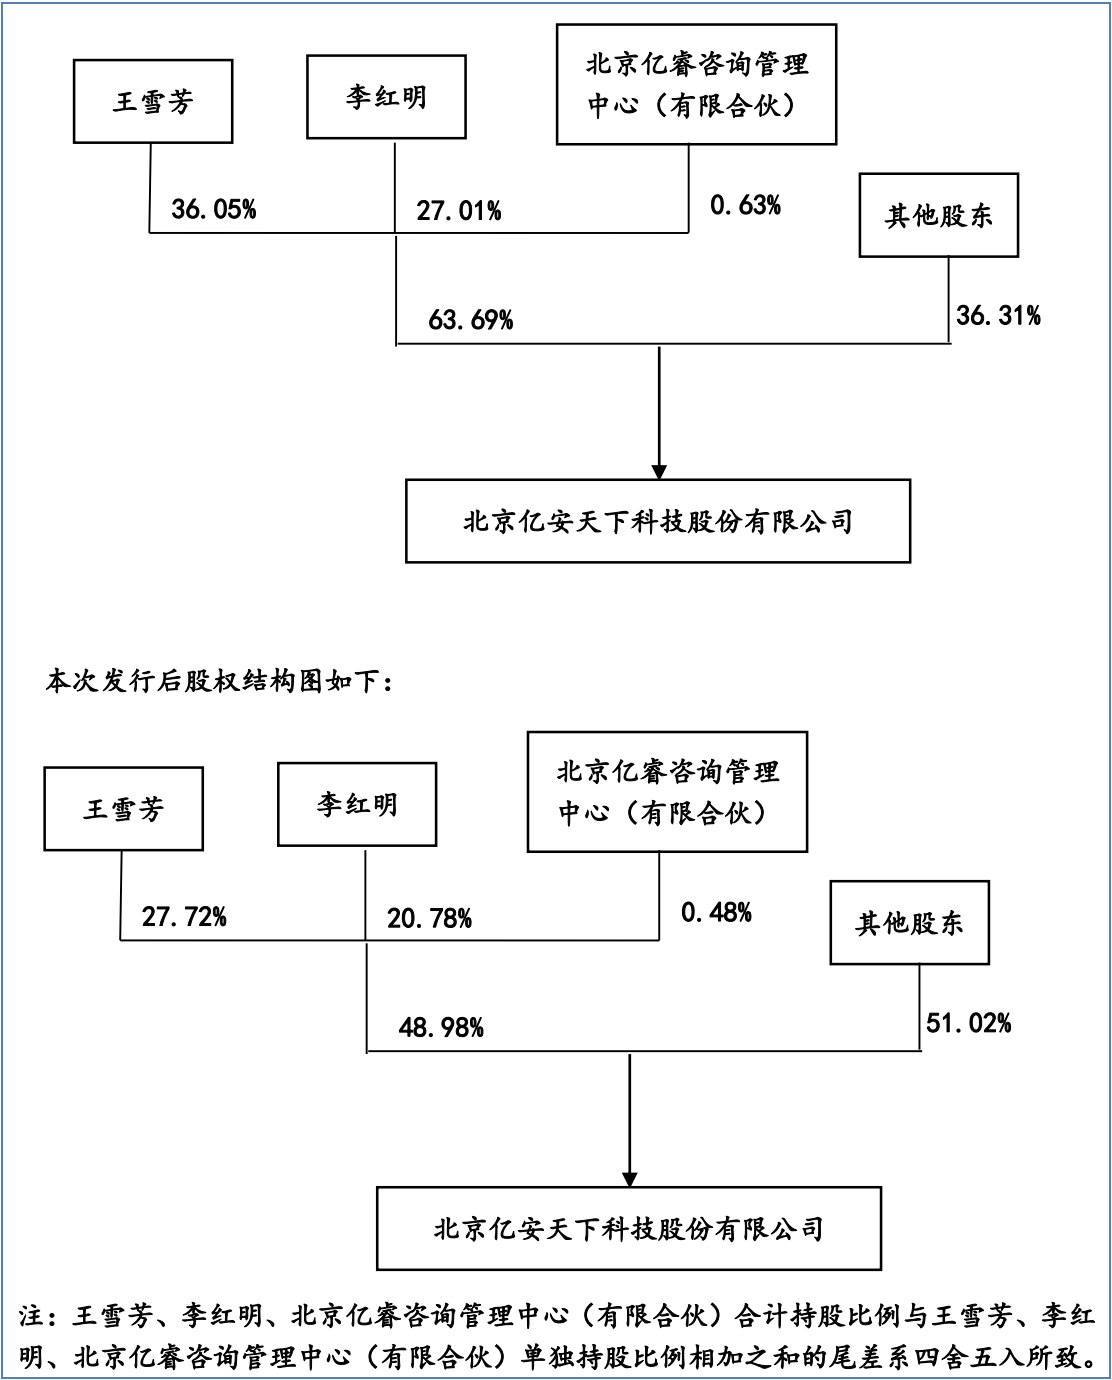 王雪芳
李红明
北京亿睿咨询管理
中心（有限合伙）
其他股东
36.05%
27.01%
0.63%
63.69%
36.31%
北京亿安天下科技股份有限公司
本次发行后股权结构图如下：
王雪芳
李红明
北京亿睿咨询管理
中心（有限合伙）
其他股东
27.72%
20.78%
0.48%
48.98%
51.02%
北京亿安天下科技股份有限公司
注：王雪芳、李红明、北京亿睿咨询管理中心（有限合伙）合计持股比例与王雪芳、李红
明、北京亿睿咨询管理中心（有限合伙）单独持股比例相加之和的尾差系四舍五入所致。